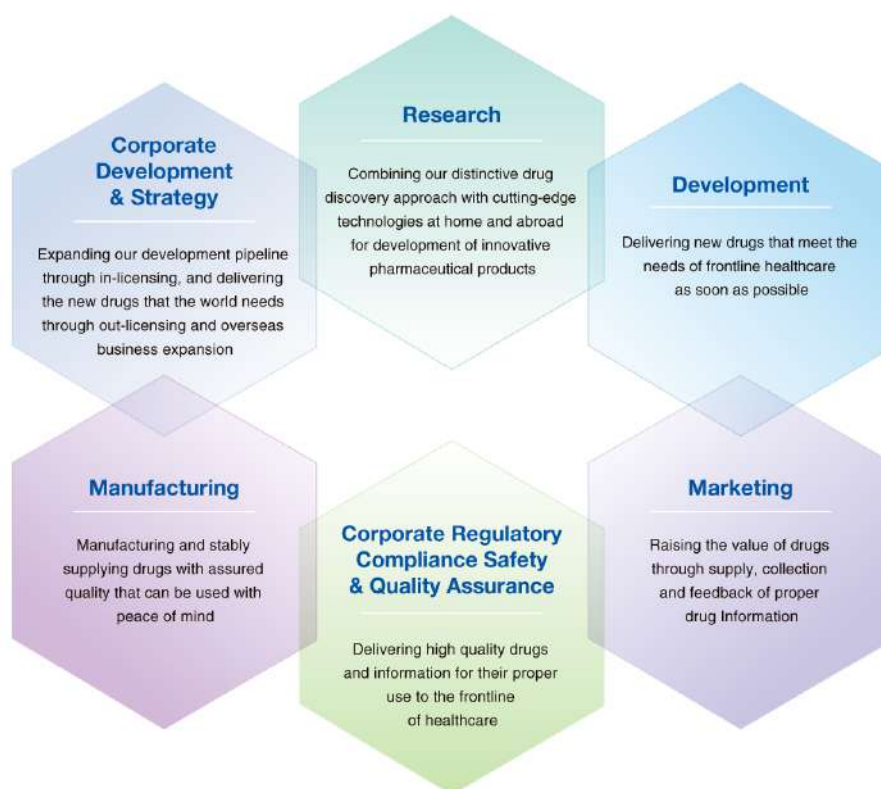 Research
Combining our distinctive drug
discovery approach with cutting-edge
technologies at home and abroad
for development of innovative
pharmaceutical products
Corporate
Development
& Strategy
Expanding our development pipeline
through in-licensing, and delivering
the new drugs that the world needs
through out-licensing and overseas
business expansion
Development
Delivering new drugs that meet the
needs of frontline healthcare
as soon as possible
Manufacturing
Manufacturing and stably
supplying drugs with assured
quality that can be used with
peace of mind
Corporate Regulatory
Compliance Safety
& Quality Assurance
Delivering high quality drugs
and information for their proper
use to the frontline
of healthcare
Marketing
Raising the value of drugs
through supply, collection
and feedback of proper
drug Information